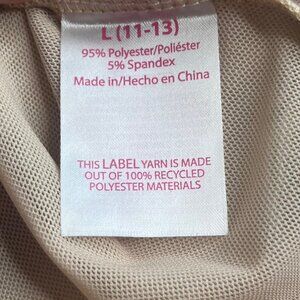 L (11-13)
95% Polyester/Poliéster
5% Spandex
Made in/Hecho en China
THIS LABEL YARN IS MADE
OUT OF 100% RECYCLED
POLYESTER MATERIALS